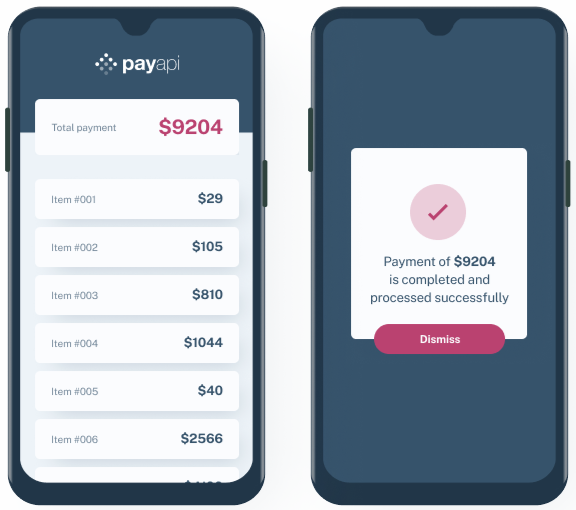 payapi
Total payment $9204
Item #001 $29
Item #002 $105
Item #003 $810
Item #004 $1044
Item #005 $40
Item #006 $2566
Payment of $9204
is completed and
processed successfully
Dismiss